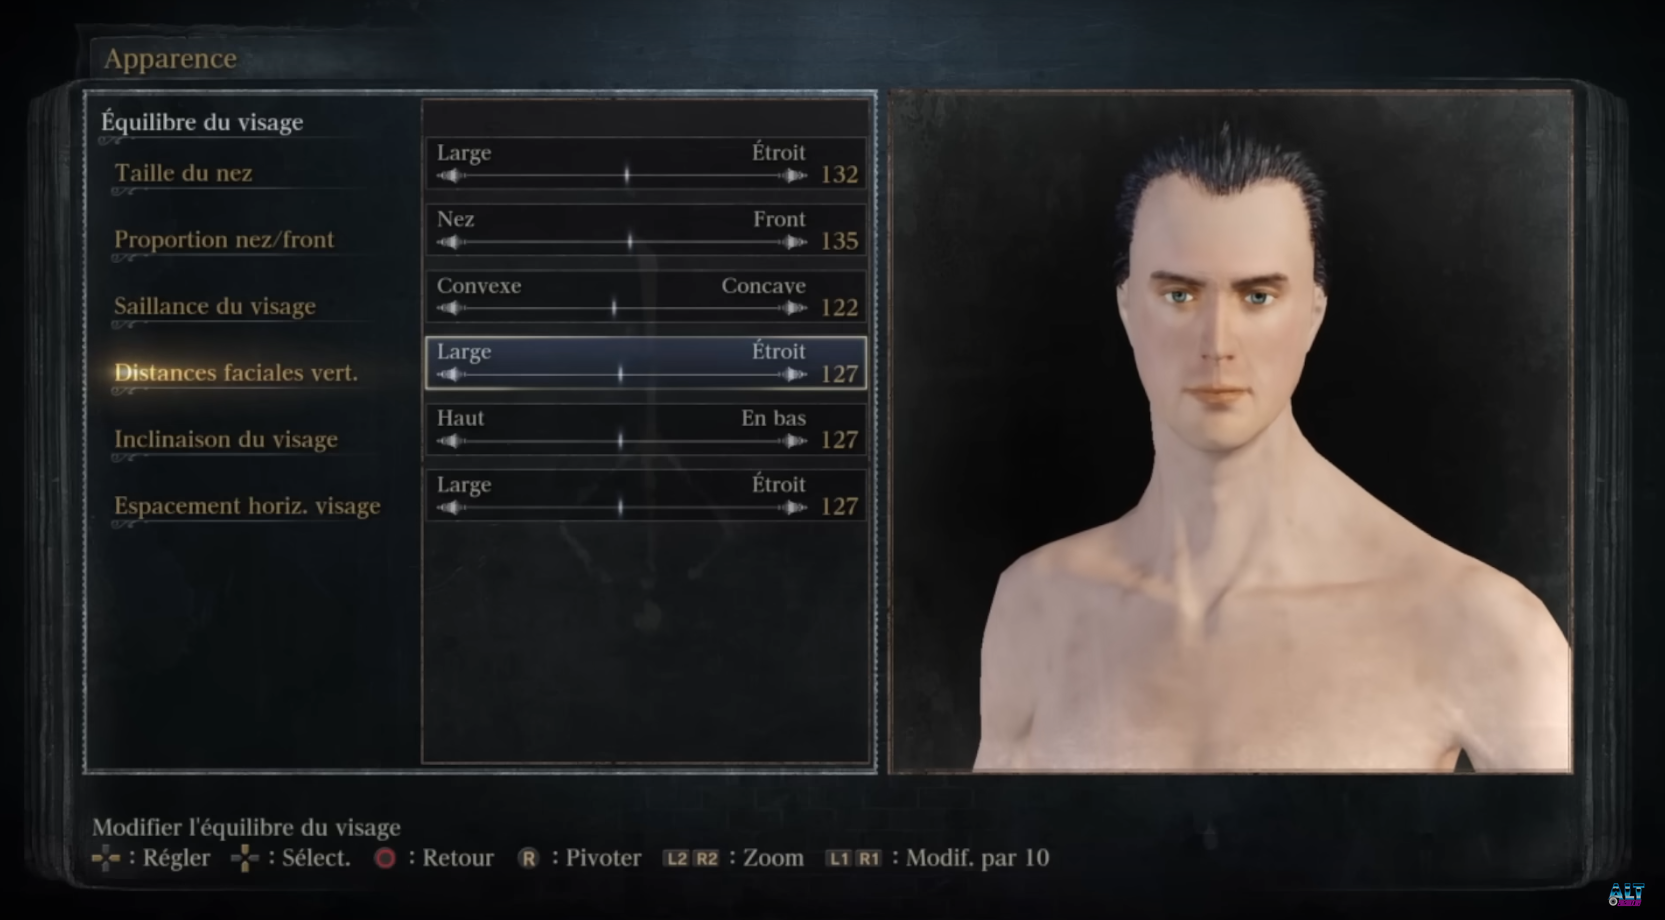 Apparence
Équilibre du visage
Taille du nez
Large Étroit
132
Proportion nez/front
Nez Front
135
Saillance du visage
Convexe Concave
122
Distances faciales vert.
Large Étroit
127
Inclinaison du visage
Haut En bas
127
Espacement horiz. visage
Large Étroit
127
Modifier l'équilibre du visage
: Régler : Sélect. : Retour R : Pivoter L2 R2 : Zoom L1 R1 : Modif. par 10
ALT